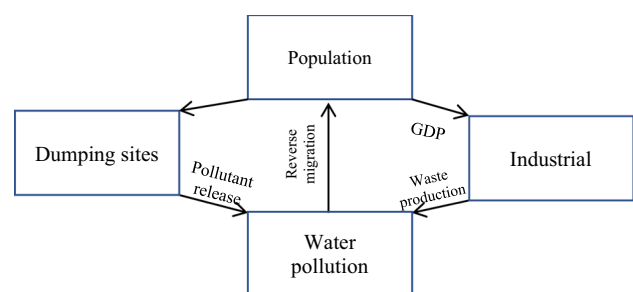 Population
GDP
Dumping sites
Pollutant
release
Reverse
migration
Waste
production
Industrial
Water
pollution